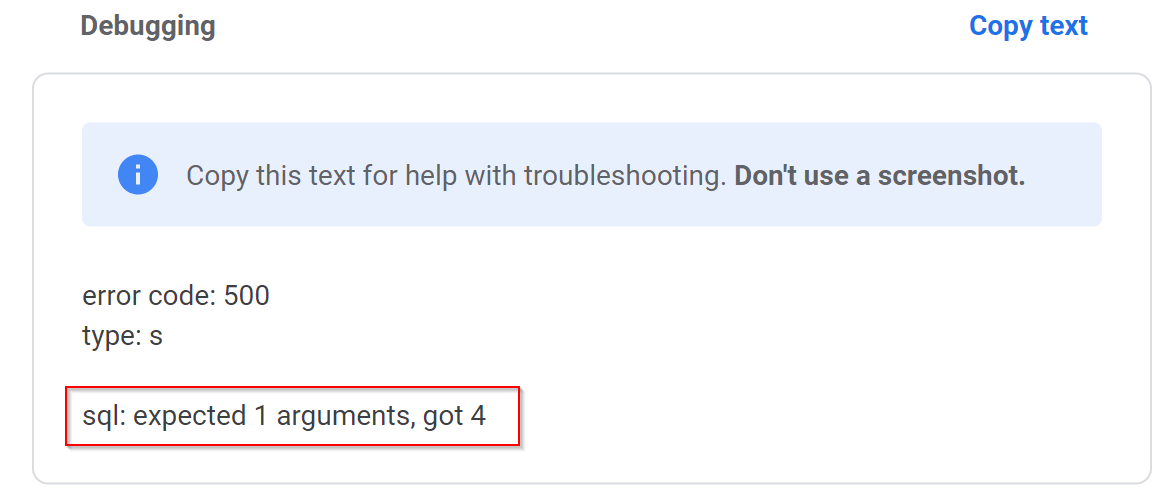 Debugging
Copy text
Copy this text for help with troubleshooting. Don't use a screenshot.
error code: 500
type: s
sql: expected 1 arguments, got 4